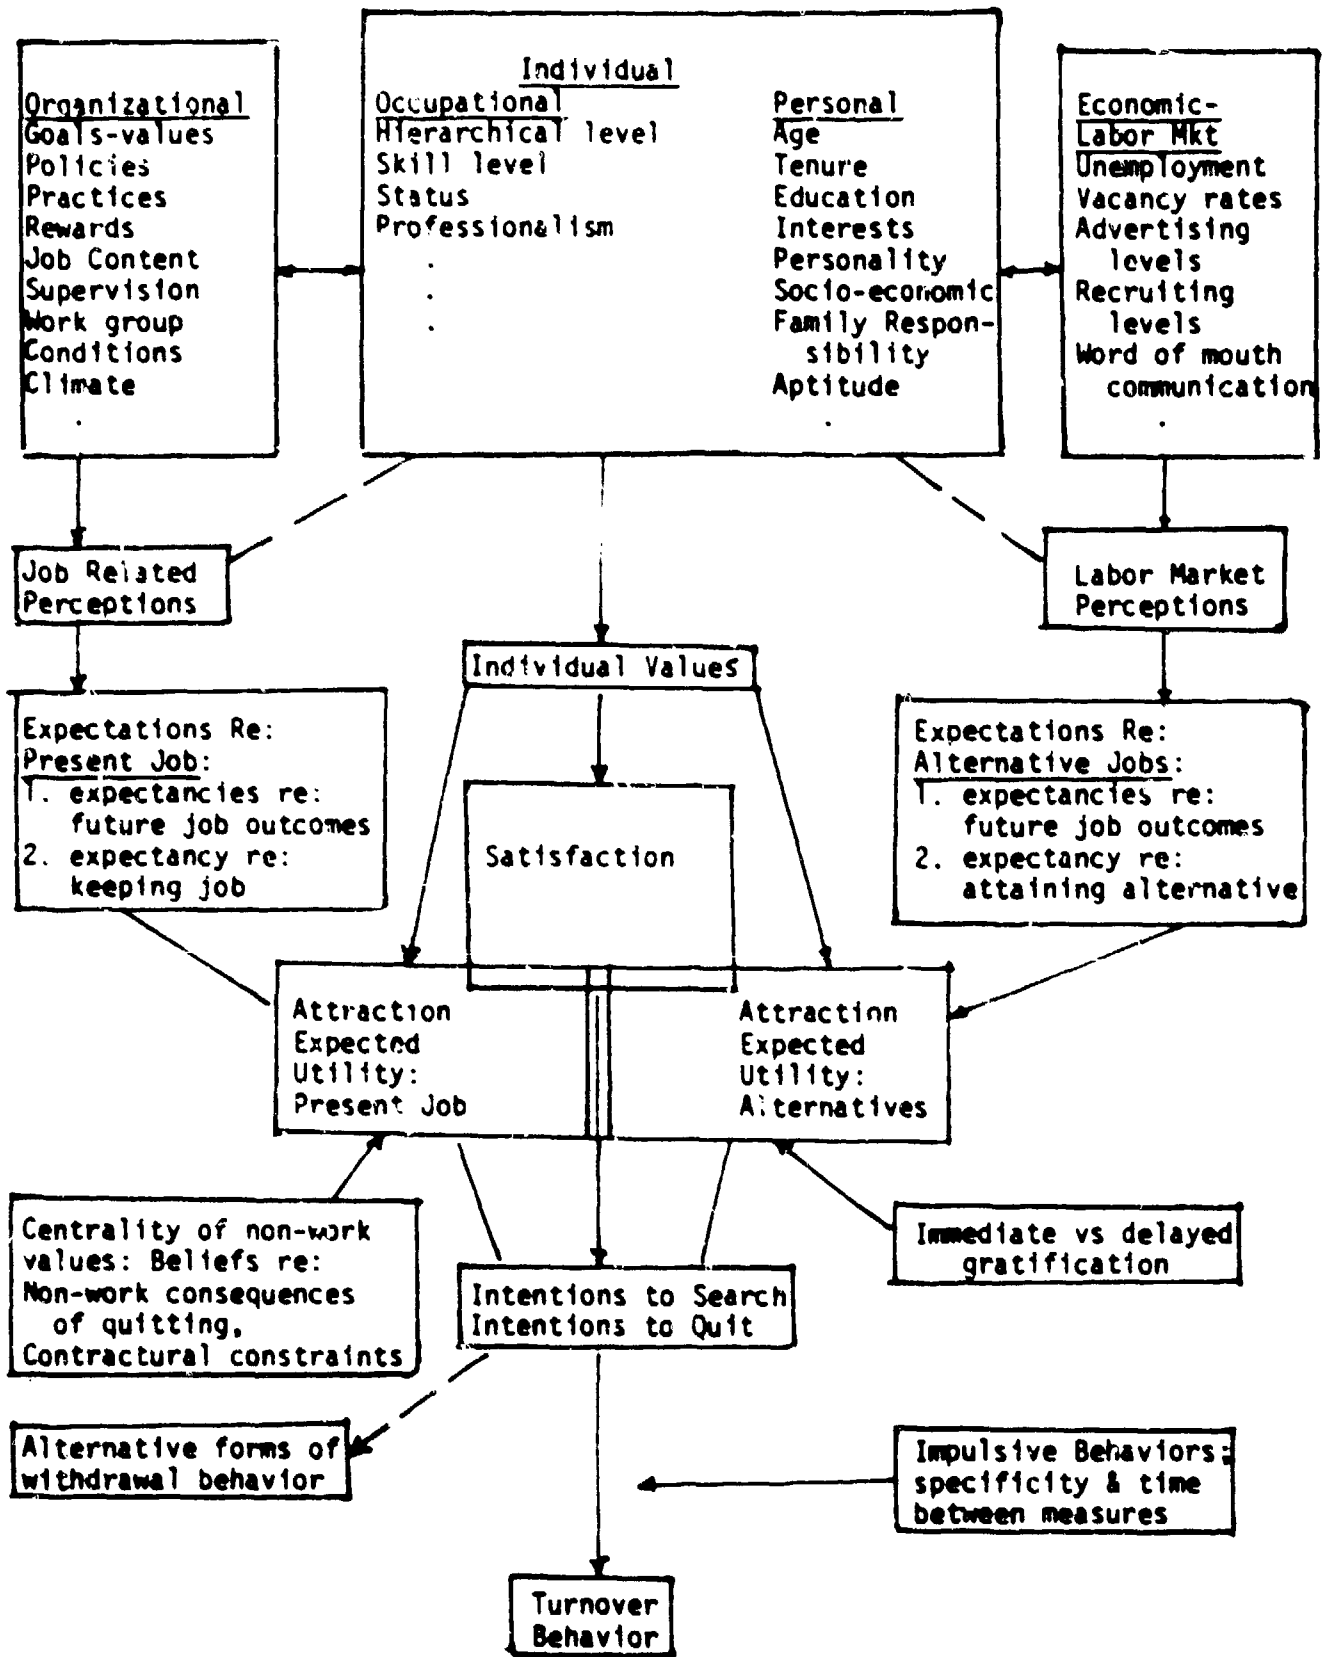 Organizational
Goals-values
Policies
Practices
Rewards
Job Content
Supervision
Work group
Conditions
Climate
.
Individual
Occupational
Hierarchical level
Skill level
Status
Professionalism
.
.
.
Personal
Age
Tenure
Education
Interests
Personality
Socio-economic
Family Respon-
sibility
Aptitude
.
Economic-
Labor Mkt
Unemployment
Vacancy rates
Advertising
levels
Recruiting
levels
Word of mouth
communication
.
Job Related
Perceptions
Labor Market
Perceptions
Individual Values
Expectations Re:
Present Job:
1. expectancies re:
future job outcomes
2. expectancy re:
keeping job
Satisfaction
Expectations Re:
Alternative Jobs:
1. expectancies re:
future job outcomes
2. expectancy re:
attaining alternative
Attraction
Expected
Utility:
Present Job
Attraction
Expected
Utility:
Alternatives
Centrality of non-work
values: Beliefs re:
Non-work consequences
of quitting,
Contractural constraints
Immediate vs delayed
gratification
Intentions to Search
Intentions to Quit
Alternative forms of
withdrawal behavior
Impulsive Behaviors:
specificity & time
between measures
Turnover
Behavior